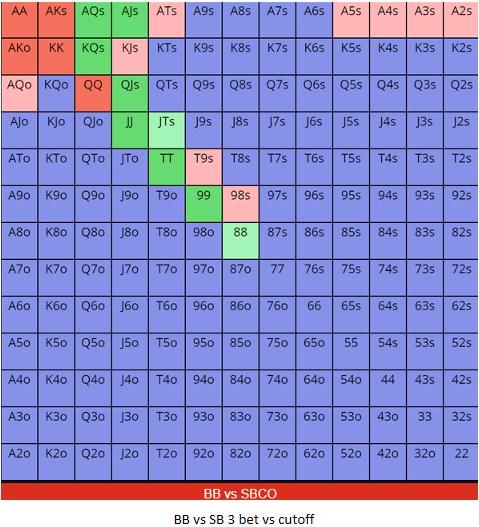 AA AKs AQs AJs ATs A9s A8s A7s A6s A5s A4s A3s A2s
AKo KK KQs KJs KTs K9s K8s K7s K6s K5s K4s K3s K2s
AQo KQo QQ QJs QTs Q9s Q8s Q7s Q6s Q5s Q4s Q3s Q2s
AJo KJo QJo JJ JTs J9s J8s J7s J6s J5s J4s J3s J2s
ATo KTo QTo JTo TT T9s T8s T7s T6s T5s T4s T3s T2s
A9o K9o Q9o J9o T9o 99 98s 97s 96s 95s 94s 93s 92s
A8o K8o Q8o J8o T8o 98o 88 87s 86s 85s 84s 83s 82s
A7o K7o Q7o J7o T7o 97o 87o 77 76s 75s 74s 73s 72s
A6o K6o Q6o J6o T6o 96o 86o 76o 66 65s 64s 63s 62s
A5o K5o Q5o J5o T5o 95o 85o 75o 65o 55 54s 53s 52s
A4o K4o Q4o J4o T4o 94o 84o 74o 64o 54o 44 43s 42s
A3o K3o Q3o J3o T3o 93o 83o 73o 63o 53o 43o 33 32s
A2o K2o Q2o J2o T2o 92o 82o 72o 62o 52o 42o 32o 22
BB vs SBCO
BB vs SB 3 bet vs cutoff